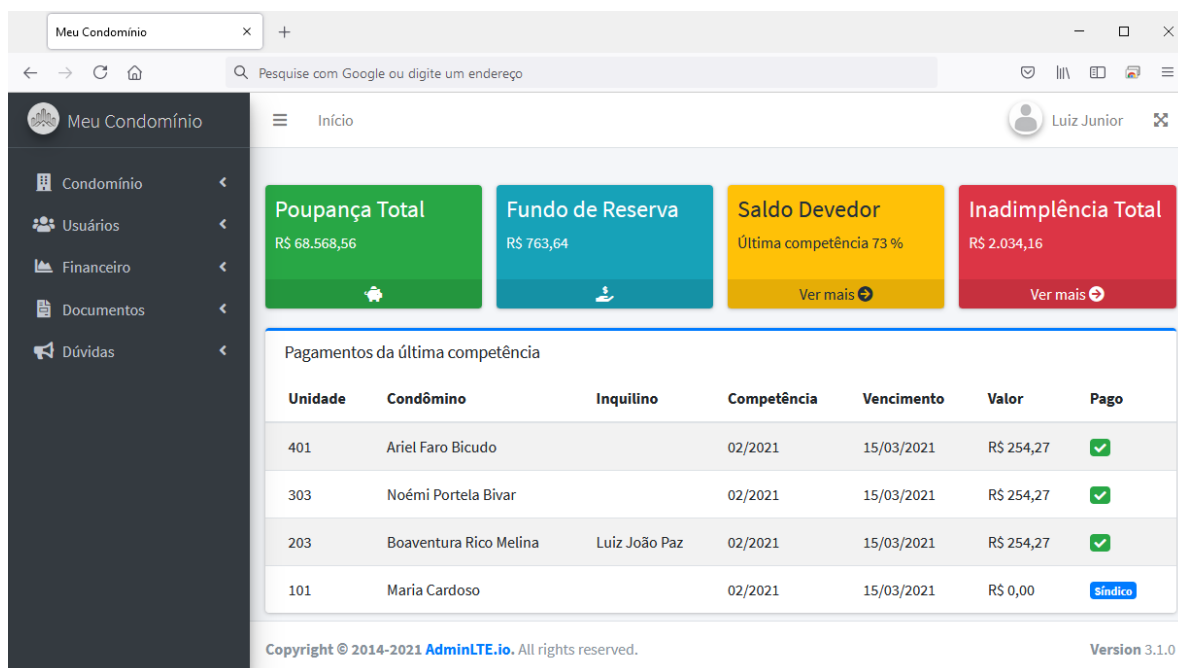 Meu Condomínio
Pesquise com Google ou digite um endereço
Meu Condomínio
Início
Luiz Junior
Condomínio
Usuários
Financeiro
Documentos
Dúvidas
Poupança Total
R$ 68.568,56
Fundo de Reserva
R$ 763,64
Saldo Devedor
Última competência 73 %
Ver mais
Inadimplência Total
R$ 2.034,16
Ver mais
Pagamentos da última competência
Unidade Condômino Inquilino Competência Vencimento Valor Pago
401 Ariel Faro Bicudo 02/2021 15/03/2021 R$ 254,27
303 Noémi Portela Bivar 02/2021 15/03/2021 R$ 254,27
203 Boaventura Rico Melina Luiz João Paz 02/2021 15/03/2021 R$ 254,27
101 Maria Cardoso 02/2021 15/03/2021 R$ 0,00 Síndico
Copyright © 2014-2021 AdminLTE.io. All rights reserved. Version 3.1.0